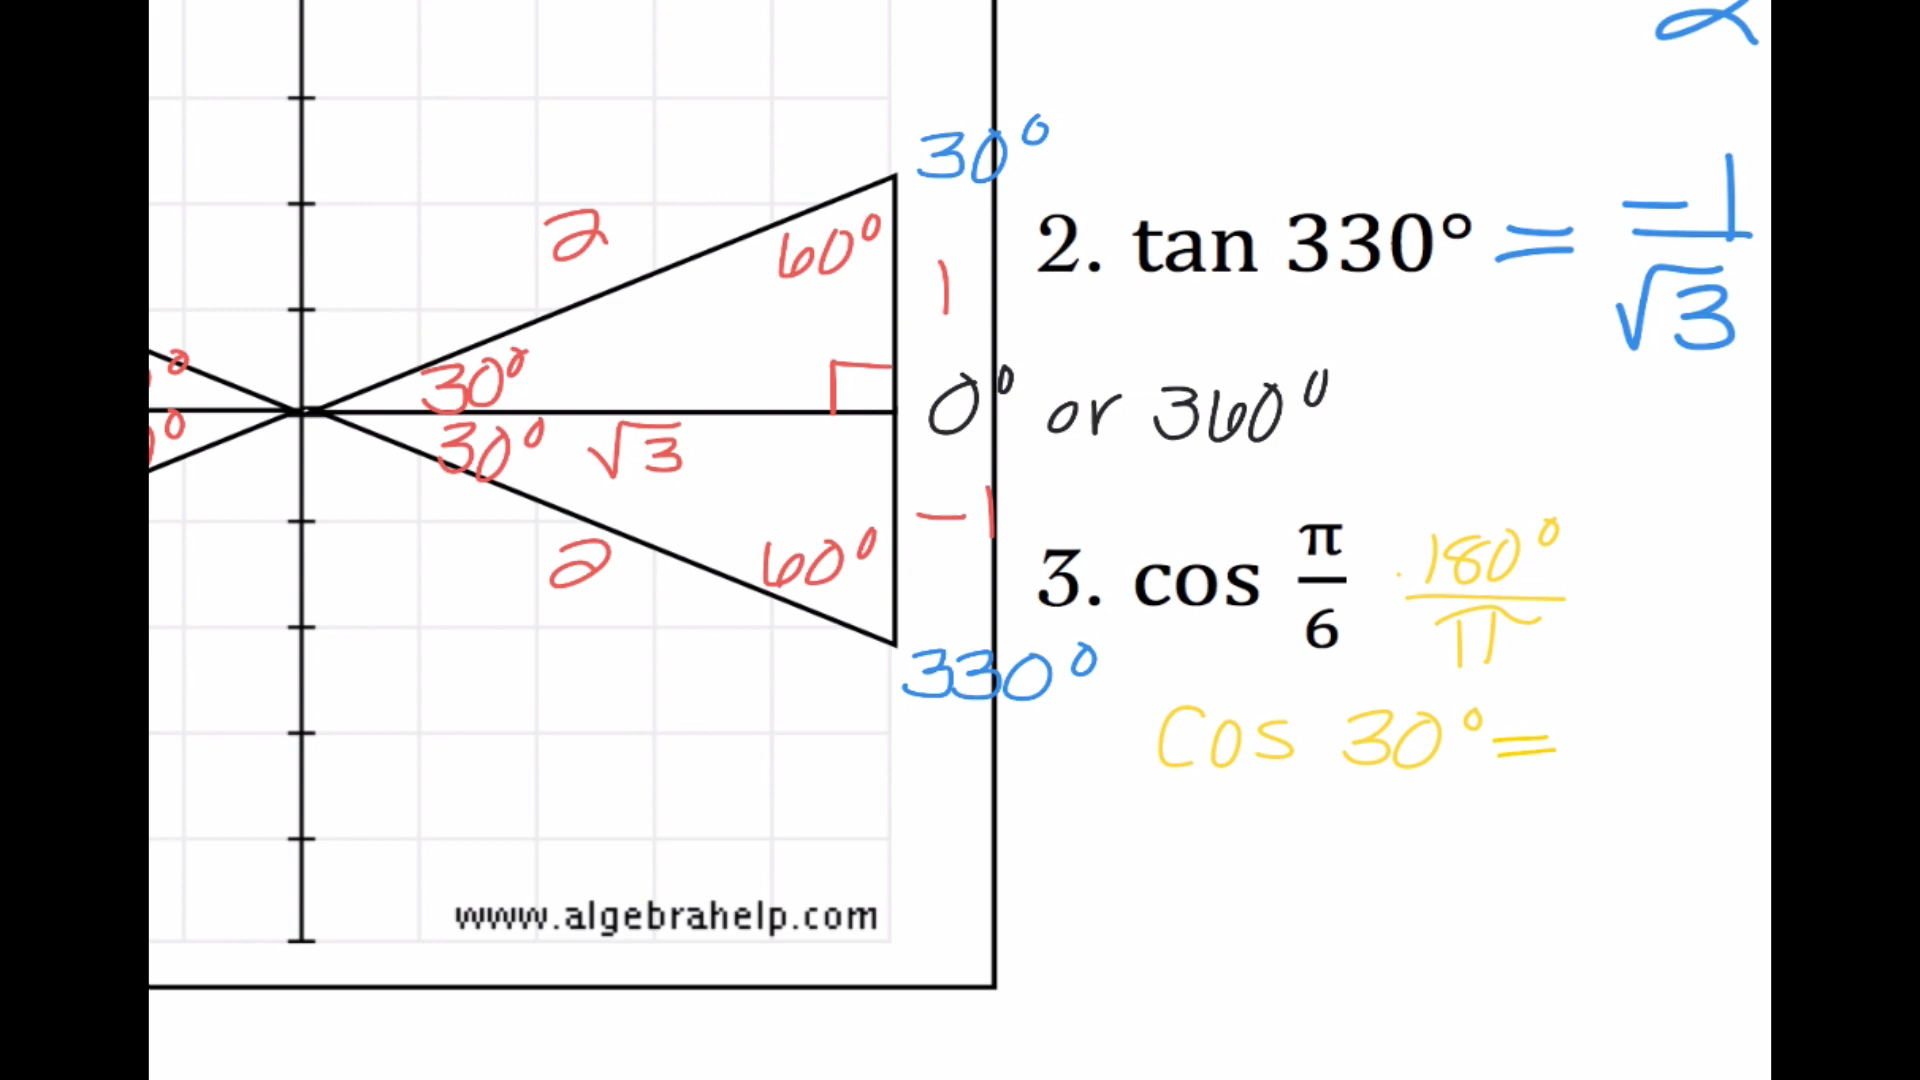 2
30°
2
60°
1
2. tan 330° = -1/√3
30°
0° or 360°
30° √3
-1
3. cos π/6 · 180°/π
2
60°
330°
cos 30° =
www.algebrahelp.com